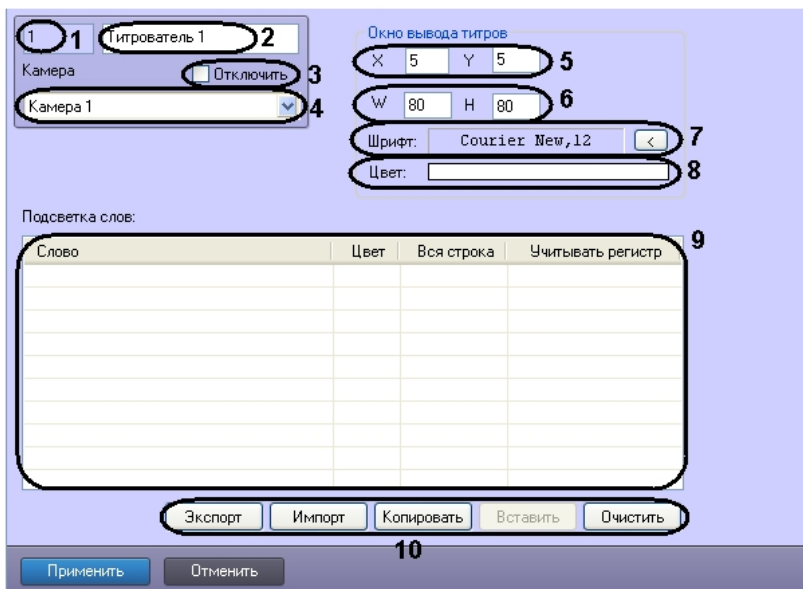 1 1 Титрователь 1 2
Камера Отключить 3
Камера 1 4
Окно вывода титров
X 5 Y 5 5
W 80 H 80 6
Шрифт: Courier New,12 < 7
Цвет: 8
Подсветка слов:
9
Слово Цвет Вся строка Учитывать регистр
Экспорт Импорт Копировать Вставить Очистить
10
Применить Отменить